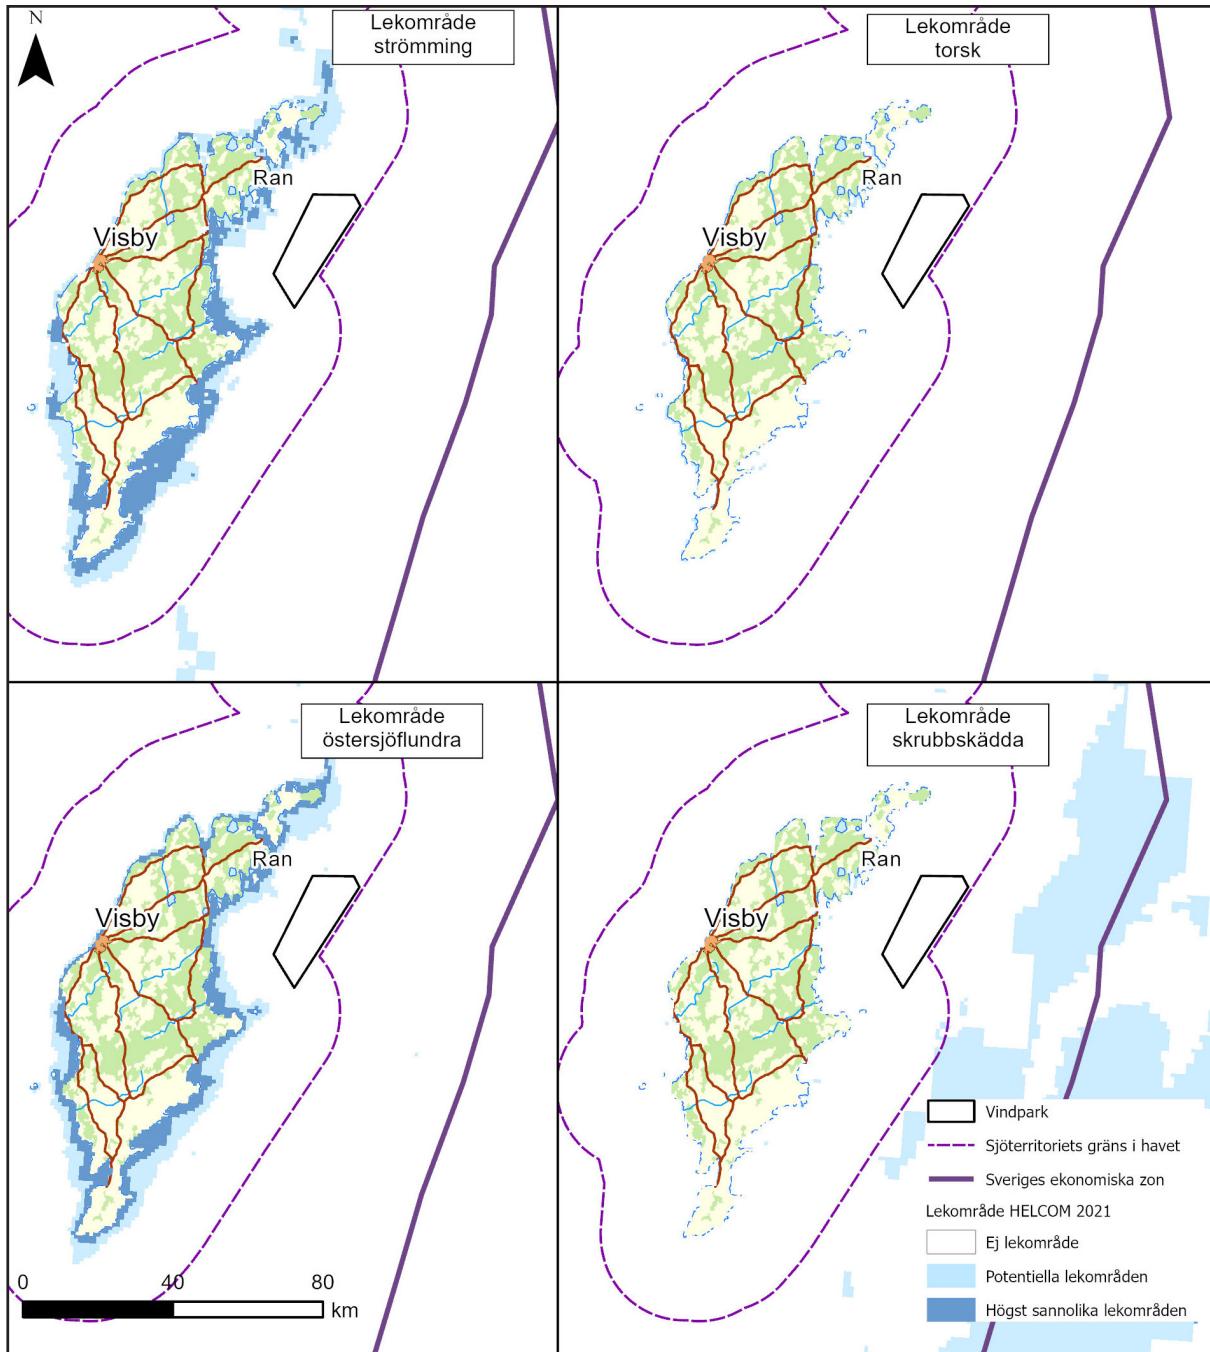 N
Lekområde
strömming
Ran
Visby
Lekområde
torsk
Ran
Visby
Lekområde
östersjöflundra
Ran
Visby
0 40 80
km
Lekområde
skrubbskädda
Ran
Visby
Vindpark
Sjöterritoriets gräns i havet
Sveriges ekonomiska zon
Lekområde HELCOM 2021
Ej lekområde
Potentiella lekområden
Högst sannolika lekområden